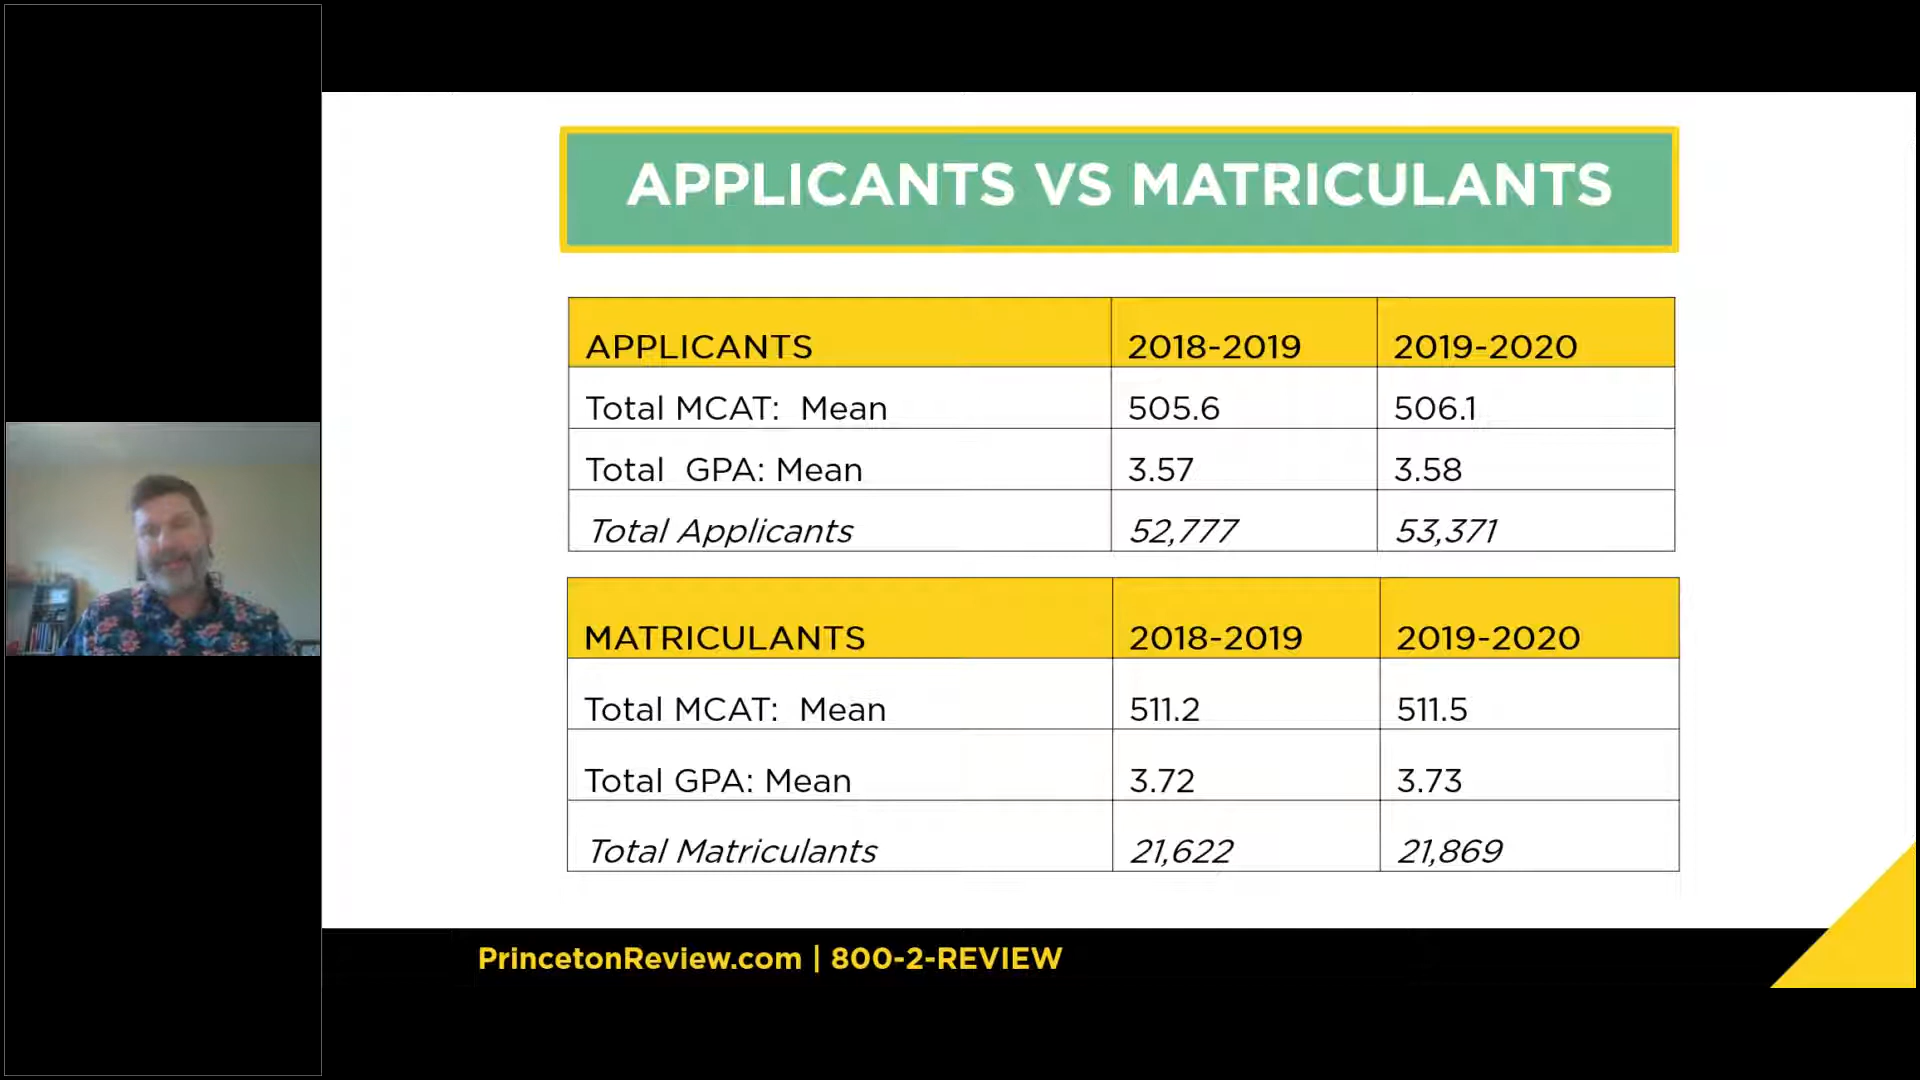 APPLICANTS VS MATRICULANTS
APPLICANTS 2018-2019 2019-2020
Total MCAT: Mean 505.6 506.1
Total GPA: Mean 3.57 3.58
Total Applicants 52,777 53,371
MATRICULANTS 2018-2019 2019-2020
Total MCAT: Mean 511.2 511.5
Total GPA: Mean 3.72 3.73
Total Matriculants 21,622 21,869
PrincetonReview.com | 800-2-REVIEW